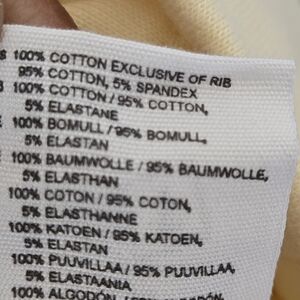 100% COTTON EXCLUSIVE OF RIB
95% COTTON, 5% SPANDEX
100% COTTON / 95% COTTON,
5% ELASTANE
100% BOMULL / 95% BOMULL,
5% ELASTAN
100% BAUMWOLLE / 95% BAUMWOLLE,
5% ELASTHAN
100% COTON / 95% COTON,
5% ELASTHANNE
100% KATOEN / 95% KATOEN,
5% ELASTAN
100% PUUVILLAA / 95% PUUVILLAA,
5% ELASTAANIA
100% ALGODÓN